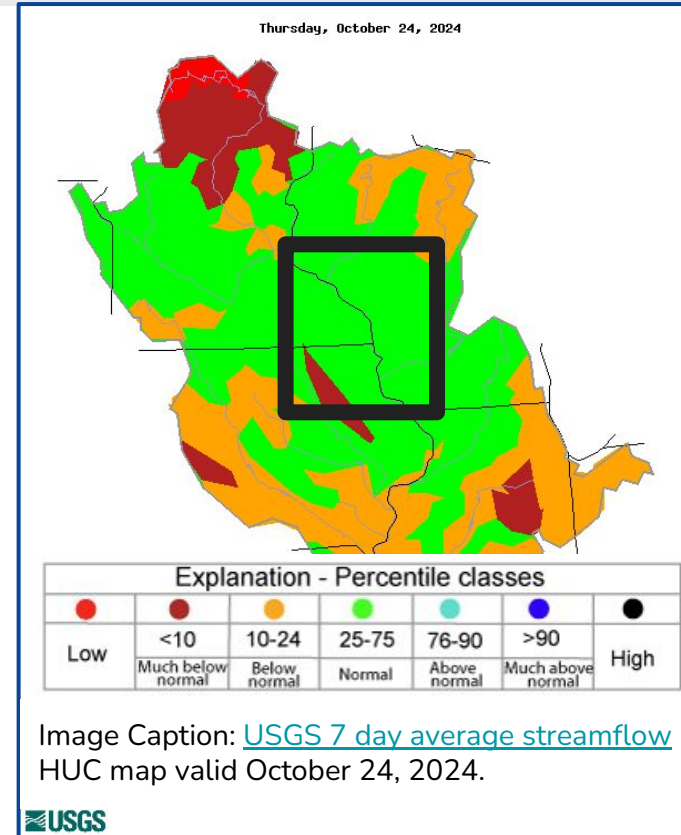 Thursday, October 24, 2024
Explanation - Percentile classes
Low <10 10-24 25-75 76-90 >90 High
Much below normal Below normal Normal Above normal Much above normal
Image Caption: USGS 7 day average streamflow
HUC map valid October 24, 2024.
USGS